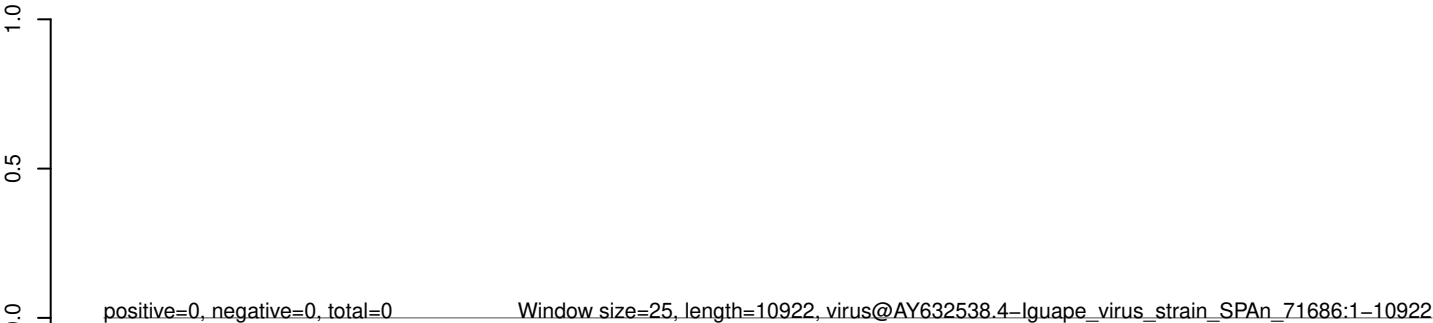 1.0
0.5
0.0
positive=0, negative=0, total=0
Window size=25, length=10922, virus@AY632538.4−Iguape_virus_strain_SPAn_71686:1−10922